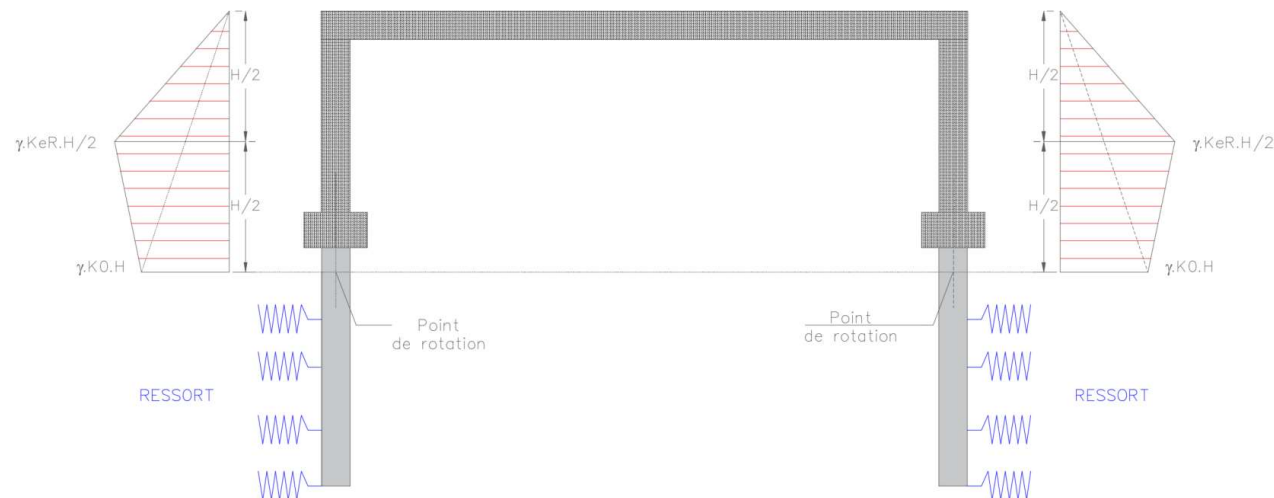 H/2
H/2
γ.KeR.H/2
γ.KeR.H/2
H/2
H/2
γ.K0.H
γ.K0.H
Point
de rotation
Point
de rotation
RESSORT
RESSORT